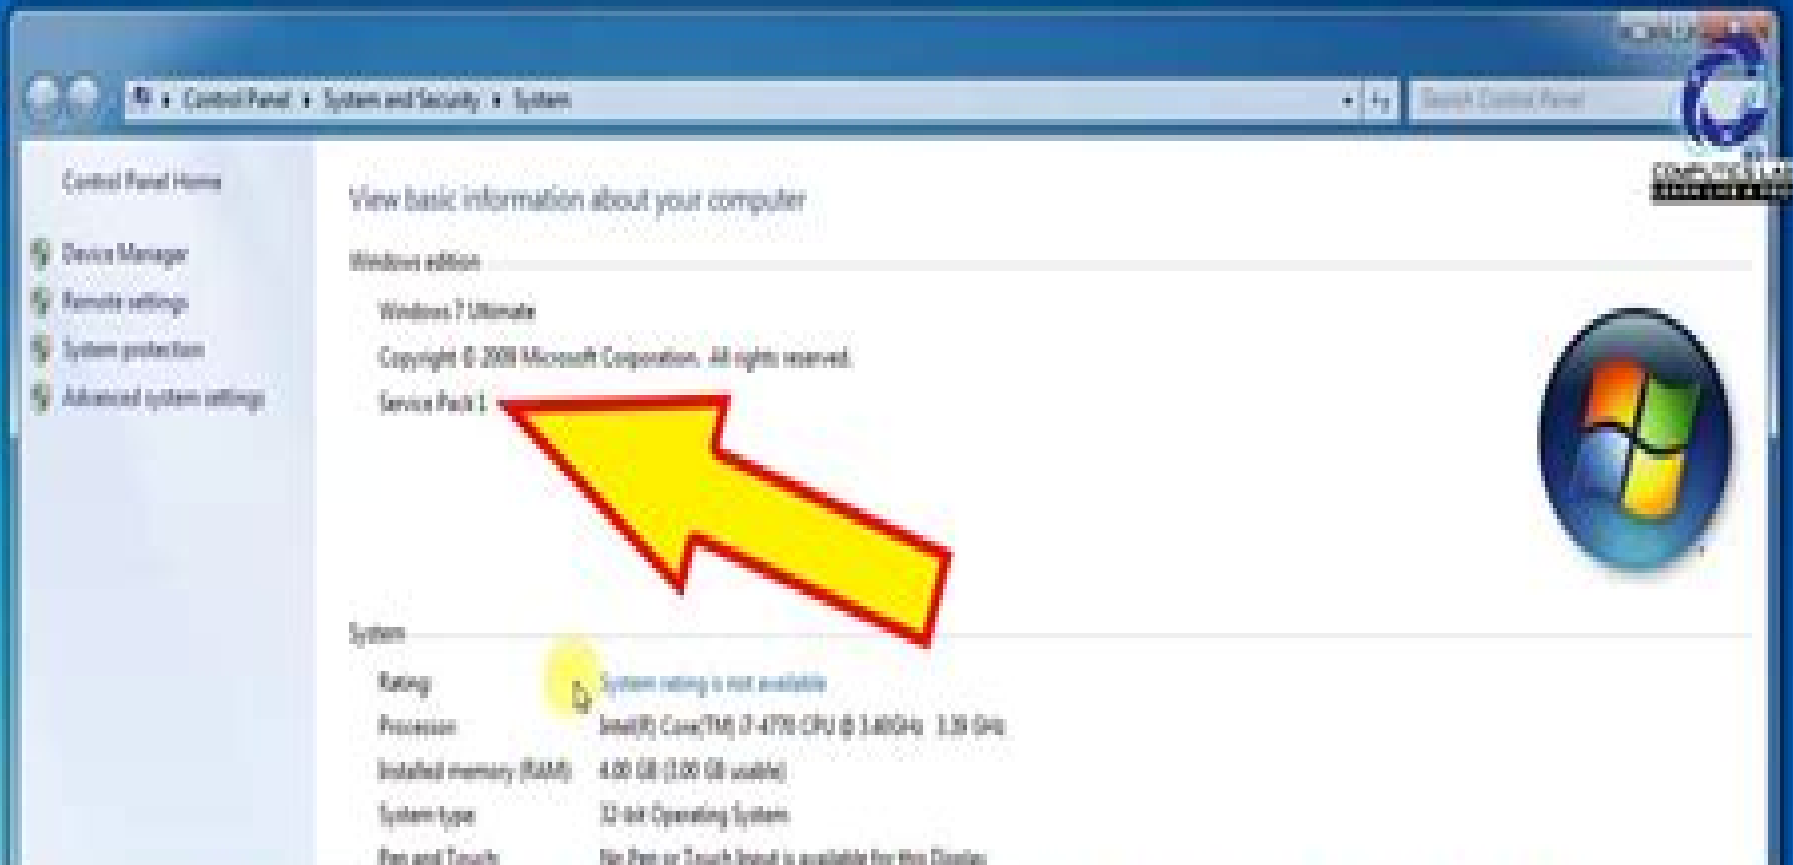 Control Panel ▸ System and Security ▸ System
Search Control Panel
Control Panel Home
Device Manager
Remote settings
System protection
Advanced system settings
View basic information about your computer
Windows edition
Windows 7 Ultimate
Copyright © 2009 Microsoft Corporation. All rights reserved.
Service Pack 1
System
Rating System rating is not available
Processor Intel(R) Core(TM) i7-4770 CPU @ 3.40GHz 3.39 GHz
Installed memory (RAM) 4.00 GB (3.00 GB usable)
System type 32-bit Operating System
Pen and Touch No Pen or Touch Input is available for this Display